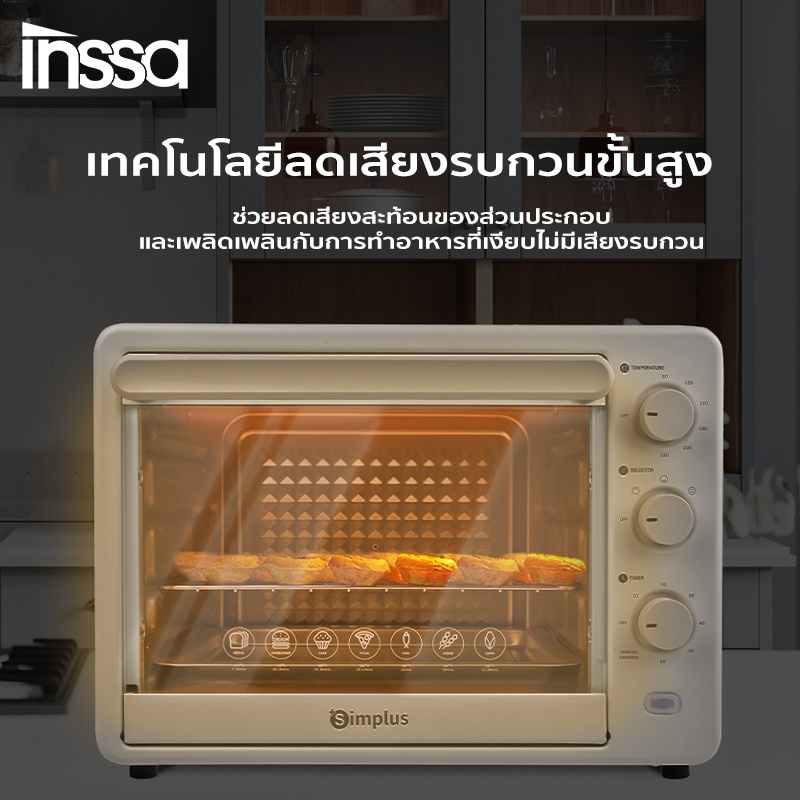 inssa
เทคโนโลยีลดเสียงรบกวนขั้นสูง
ช่วยลดเสียงสะท้อนของส่วนประกอบ
และเพลิดเพลินกับการทำอาหารที่เงียบไม่มีเสียงรบกวน
TEMPERATURE
OFF
SELECTOR
OFF
TIMER
OFF
BREAD HAMBURGER CAKE PIZZA
Simplus